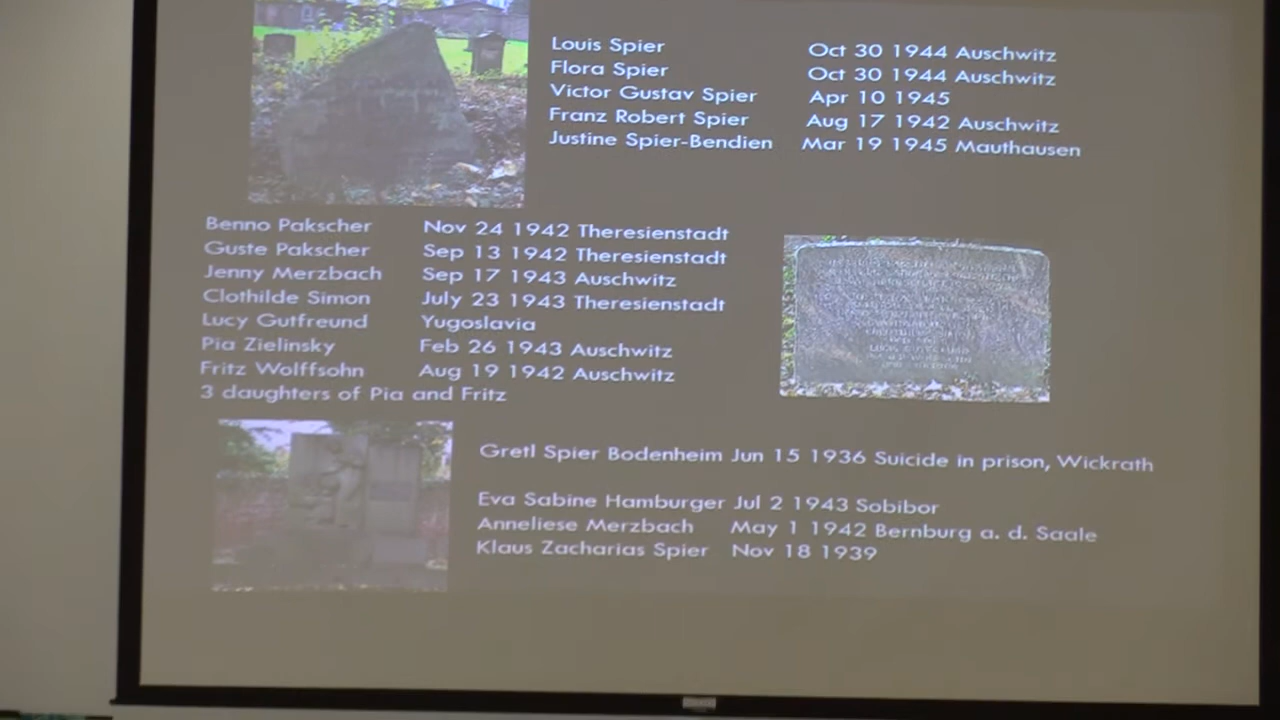 Louis Spier Oct 30 1944 Auschwitz
Flora Spier Oct 30 1944 Auschwitz
Victor Gustav Spier Apr 10 1945
Franz Robert Spier Aug 17 1942 Auschwitz
Justine Spier-Bendien Mar 19 1945 Mauthausen
Benno Pakscher Nov 24 1942 Theresienstadt
Guste Pakscher Sep 13 1942 Theresienstadt
Jenny Merzbach Sep 17 1943 Auschwitz
Clothilde Simon July 23 1943 Theresienstadt
Lucy Gutfreund Yugoslavia
Pia Zielinsky Feb 26 1943 Auschwitz
Fritz Wolffsohn Aug 19 1942 Auschwitz
3 daughters of Pia and Fritz
Gretl Spier Bodenheim Jun 15 1936 Suicide in prison, Wickrath
Eva Sabine Hamburger Jul 2 1943 Sobibor
Anneliese Merzbach May 1 1942 Bernburg a. d. Saale
Klaus Zacharias Spier Nov 18 1939